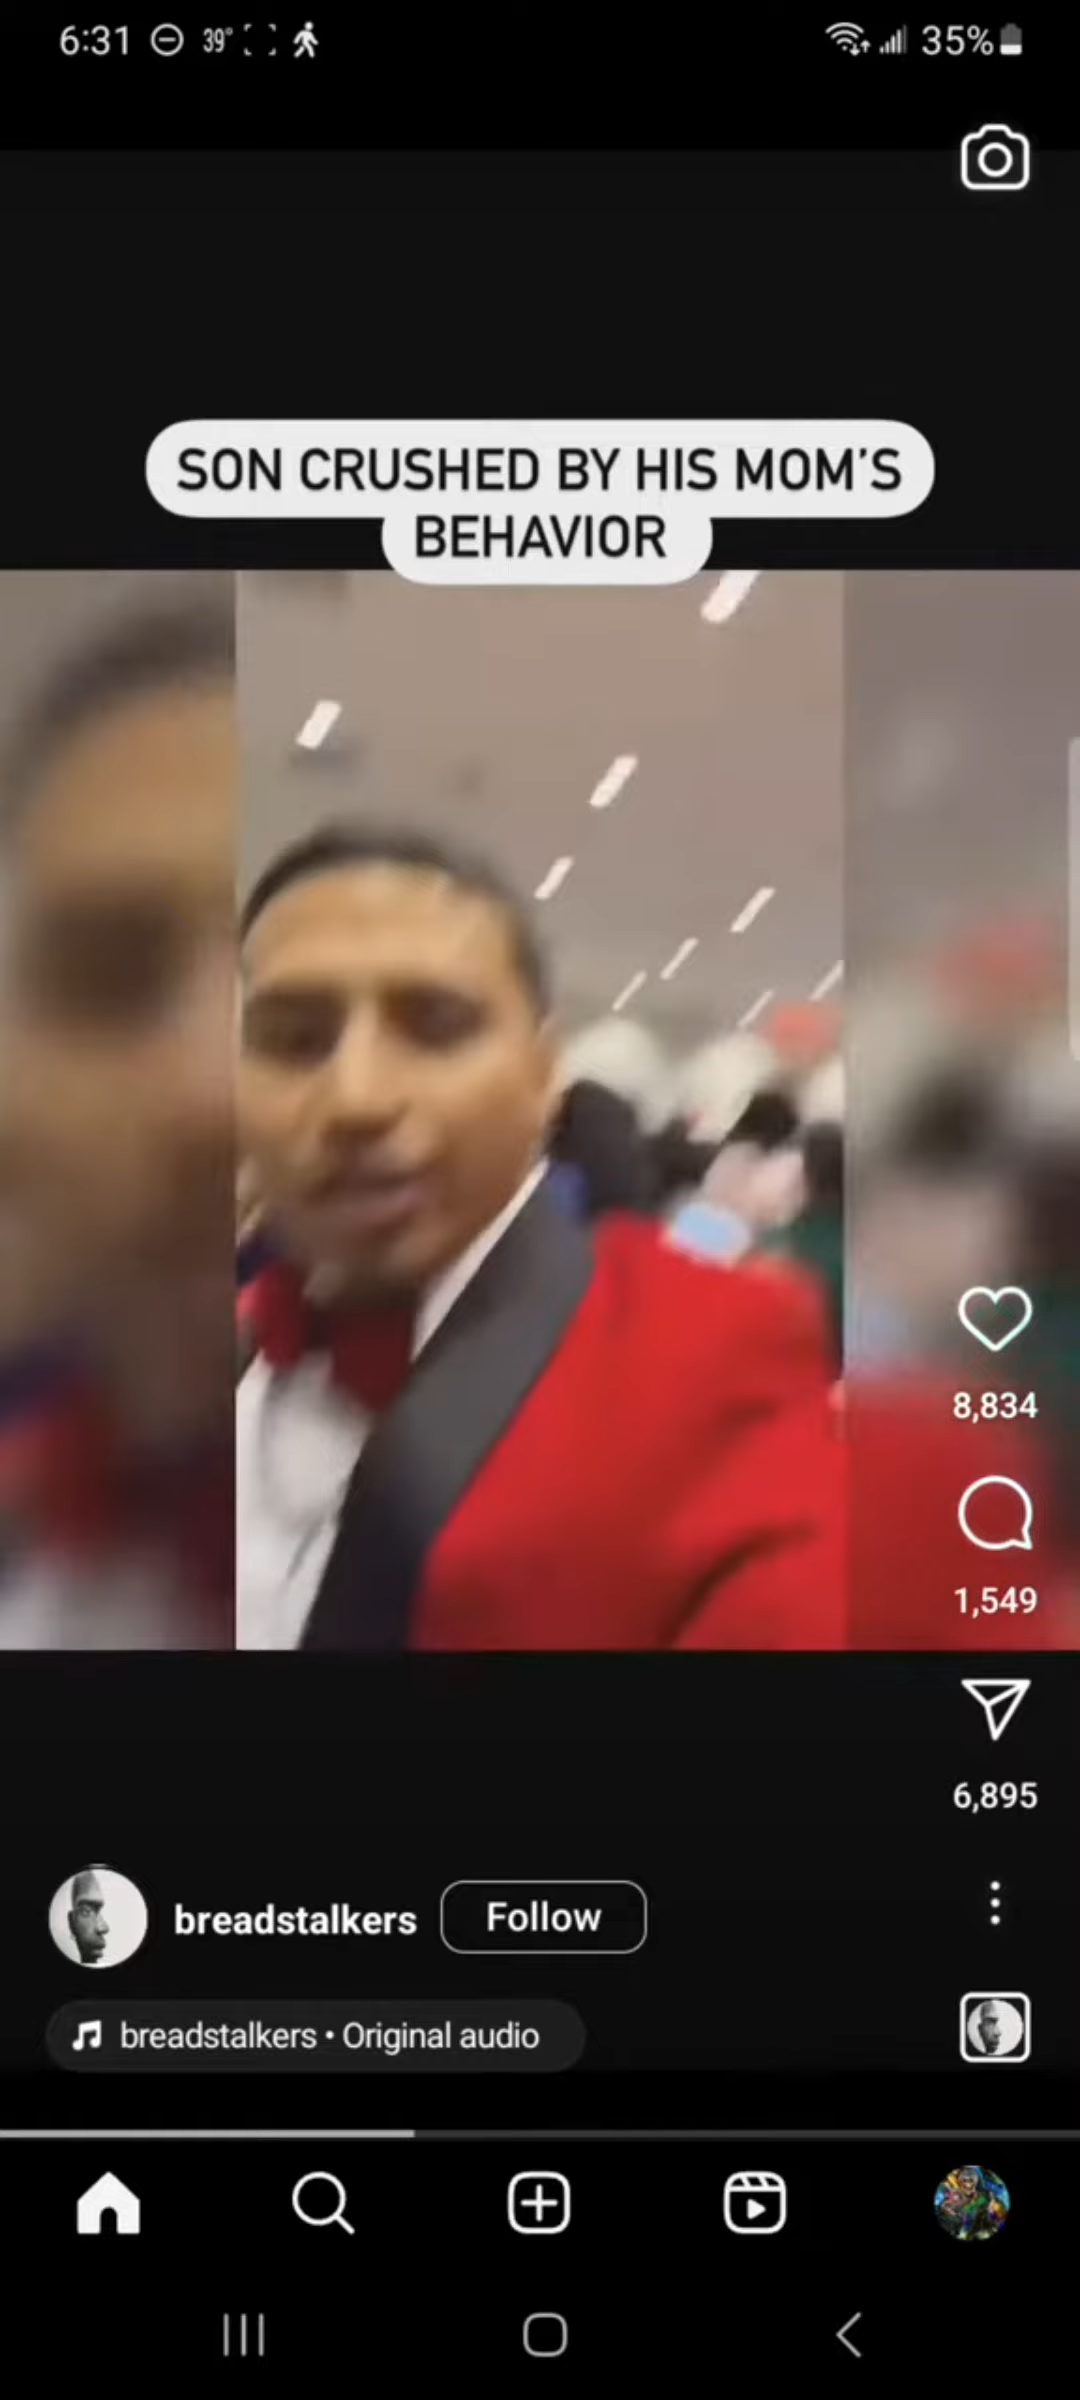 6:31 39°
35%
SON CRUSHED BY HIS MOM'S
BEHAVIOR
8,834
1,549
6,895
breadstalkers Follow
breadstalkers • Original audio